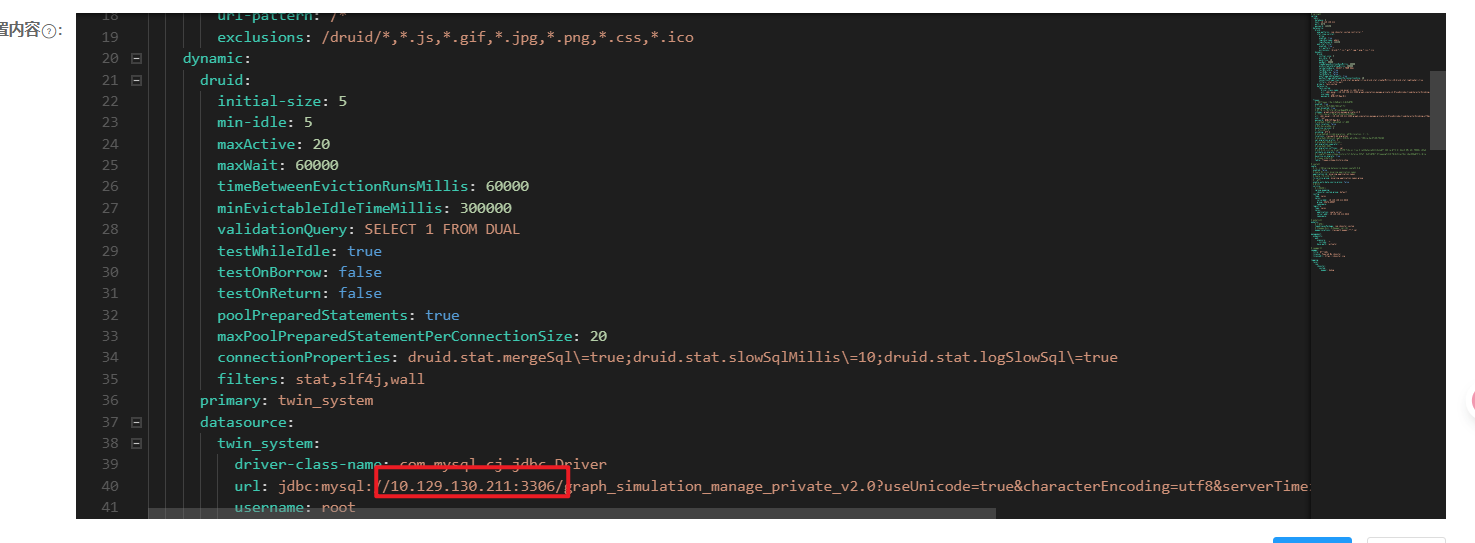 置内容?:
18 url-pattern: /*
19 exclusions: /druid/*,*.js,*.gif,*.jpg,*.png,*.css,*.ico
20 dynamic:
21 druid:
22 initial-size: 5
23 min-idle: 5
24 maxActive: 20
25 maxWait: 60000
26 timeBetweenEvictionRunsMillis: 60000
27 minEvictableIdleTimeMillis: 300000
28 validationQuery: SELECT 1 FROM DUAL
29 testWhileIdle: true
30 testOnBorrow: false
31 testOnReturn: false
32 poolPreparedStatements: true
33 maxPoolPreparedStatementPerConnectionSize: 20
34 connectionProperties: druid.stat.mergeSql\=true;druid.stat.slowSqlMillis\=10;druid.stat.logSlowSql\=true
35 filters: stat,slf4j,wall
36 primary: twin_system
37 datasource:
38 twin_system:
39 driver-class-name: com.mysql.cj.jdbc.Driver
40 url: jdbc:mysql://10.129.130.211:3306/graph_simulation_manage_private_v2.0?useUnicode=true&characterEncoding=utf8&serverTime
41 username: root